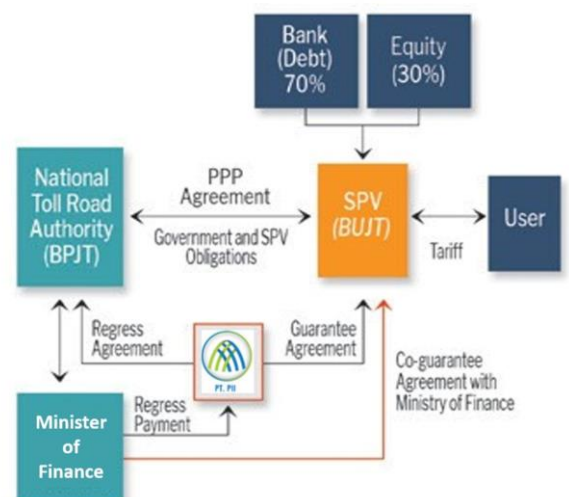 Bank
(Debt)
70%
Equity
(30%)
National
Toll Road
Authority
(BPJT)
PPP
Agreement
Government and SPV
Obligations
SPV
(BUJT)
Tariff
User
Regress
Agreement
PT. PII
Guarantee
Agreement
Co-guarantee
Agreement with
Ministry of Finance
Regress
Payment
Minister
of
Finance